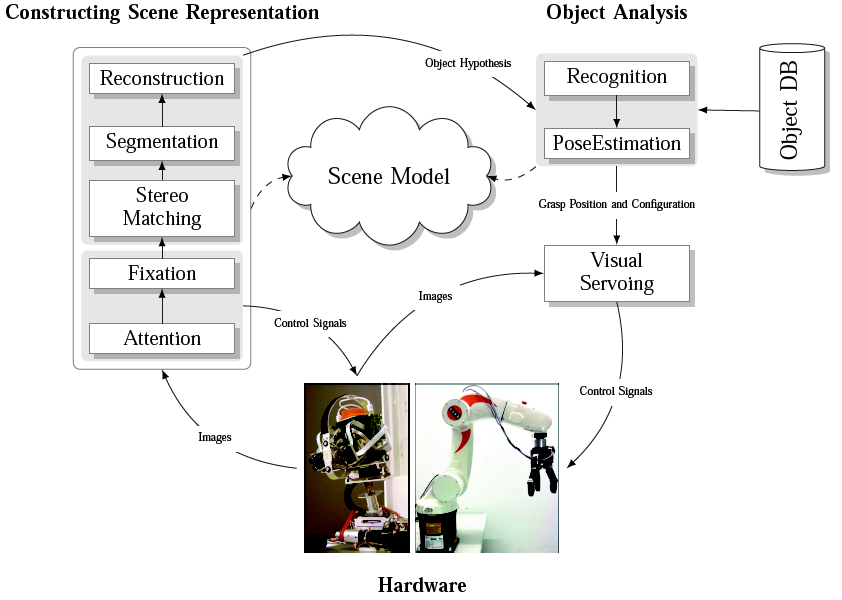 Constructing Scene Representation
Object Analysis
Reconstruction
Segmentation
Stereo
Matching
Fixation
Attention
Object Hypothesis
Scene Model
Recognition
PoseEstimation
Object DB
Grasp Position and Configuration
Visual
Servoing
Images
Control Signals
Control Signals
Images
Hardware